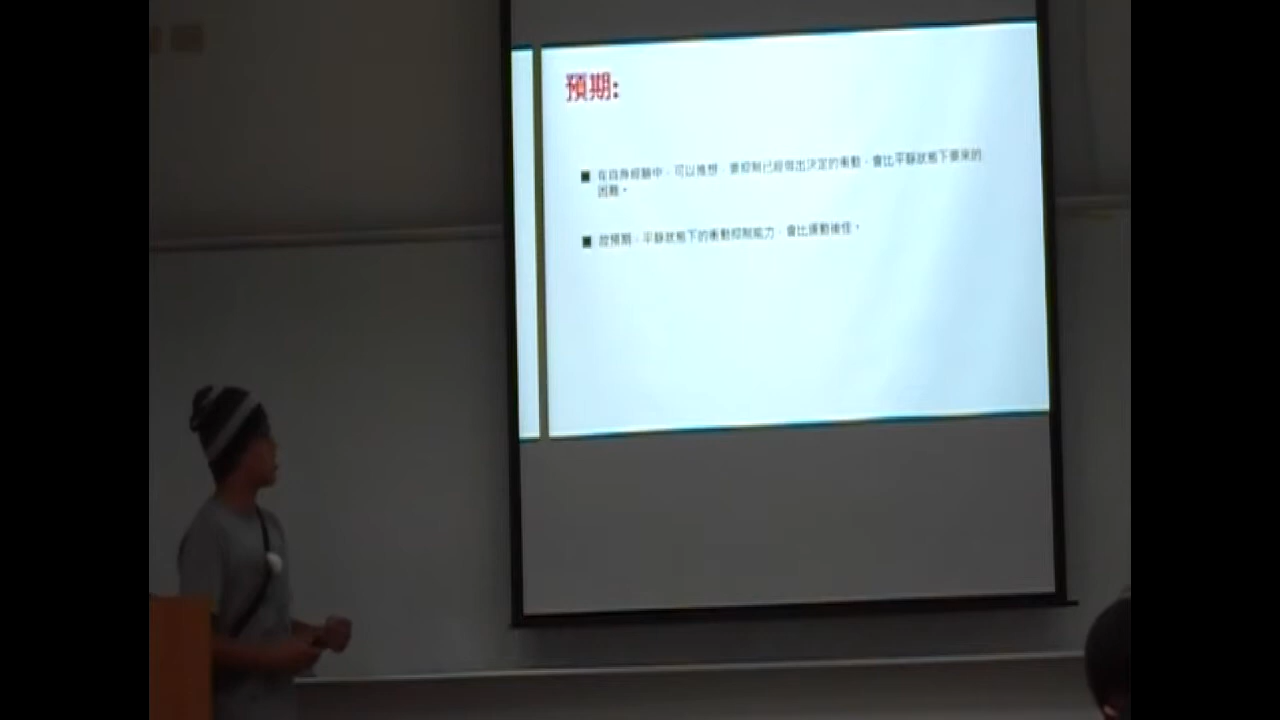 預期:
在自身經驗中，可以推想，要抑制已經做出決定的衝動，會比平靜狀態下要來的
困難。
故預期，平靜狀態下的衝動抑制能力，會比運動後佳。